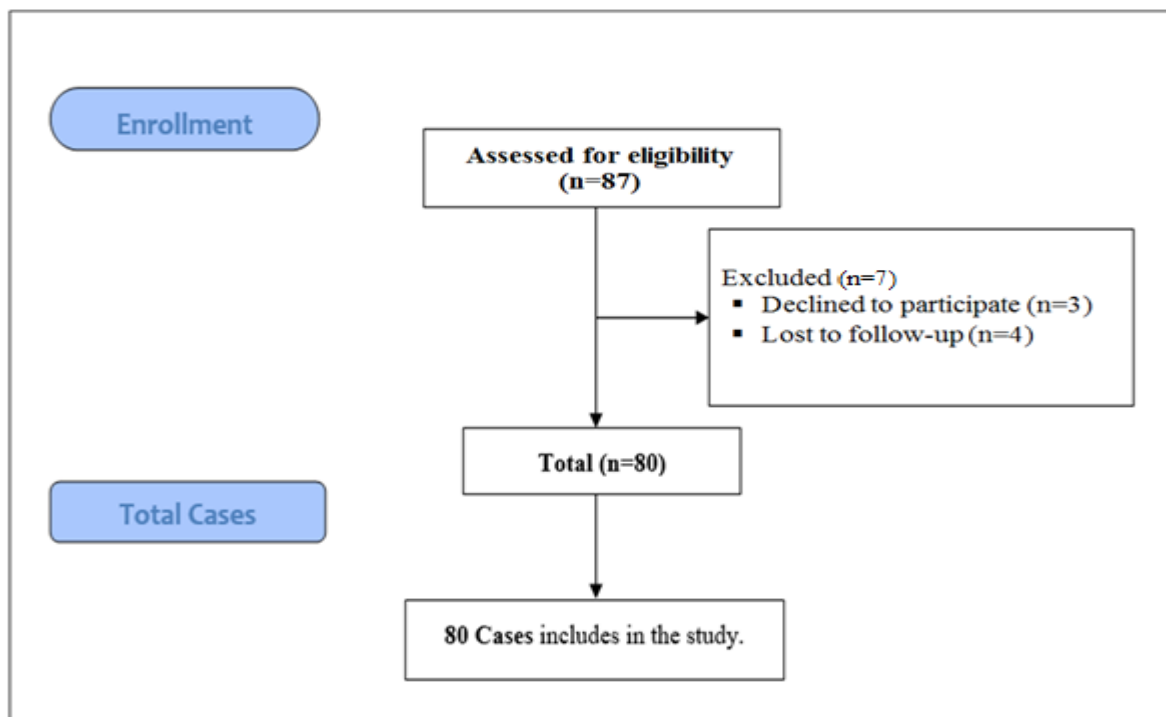 Enrollment
Assessed for eligibility
(n=87)
Excluded (n=7)
▪ Declined to participate (n=3)
▪ Lost to follow-up (n=4)
Total (n=80)
Total Cases
80 Cases includes in the study.